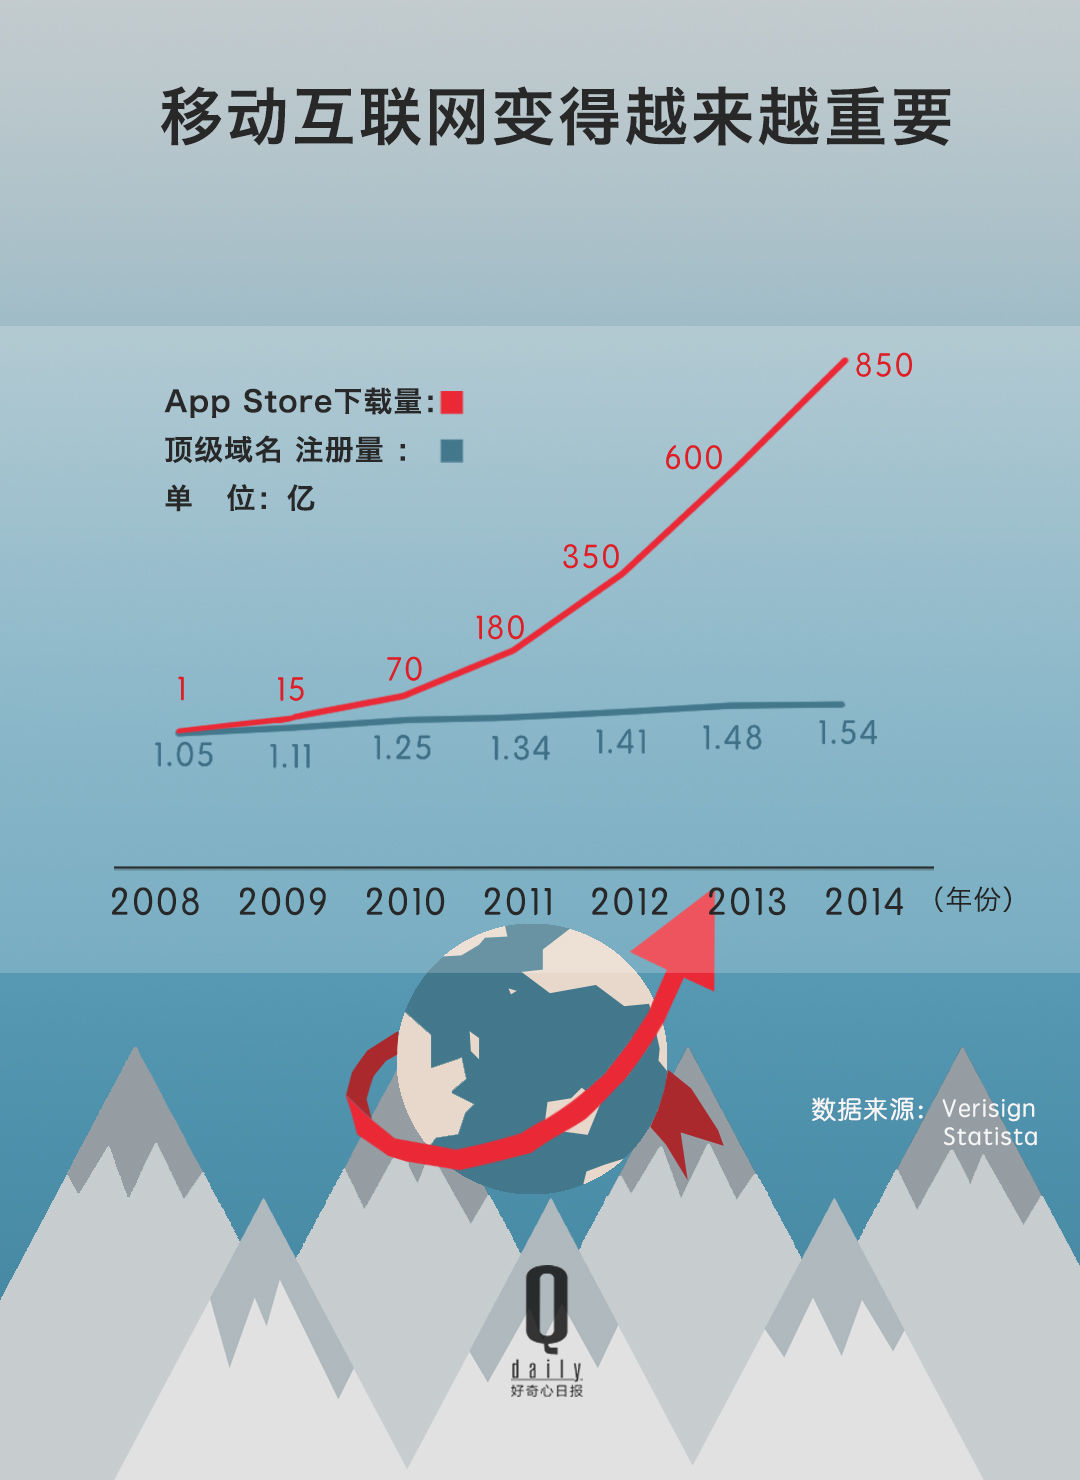 移动互联网变得越来越重要
App Store下载量:
顶级域名 注册量 :
单 位: 亿
850
600
350
180
70
15
1
1.05
1.11
1.25
1.34
1.41
1.48
1.54
2008 2009 2010 2011 2012 2013 2014 (年份)
数据来源: Verisign
Statista
Q
daily
好奇心日报